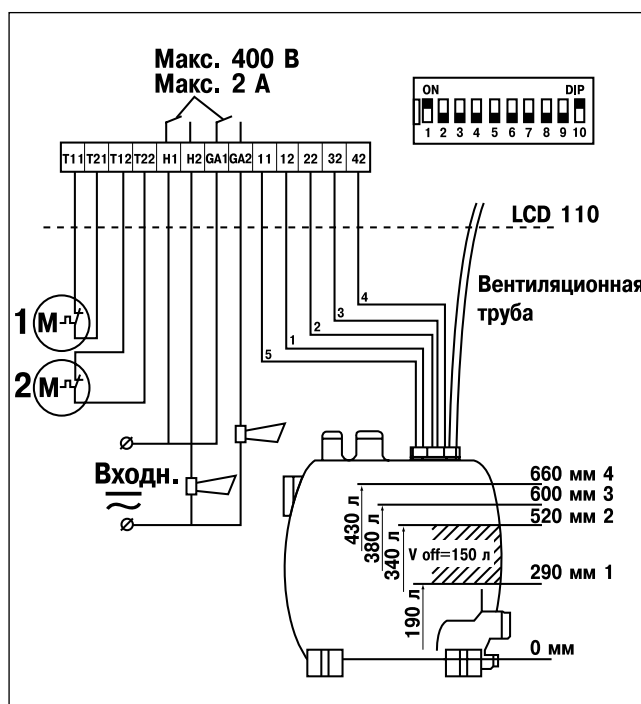 Макс. 400 В
Макс. 2 А
ON DIP
1 2 3 4 5 6 7 8 9 10
T11 T21 T12 T22 H1 H2 GA1 GA2 11 12 22 32 42
LCD 110
Вентиляционная
труба
4
3
2
1
5
1 M
2 M
Входн.
660 мм 4
600 мм 3
520 мм 2
290 мм 1
0 мм
430 л
380 л
340 л
190 л
V off=150 л